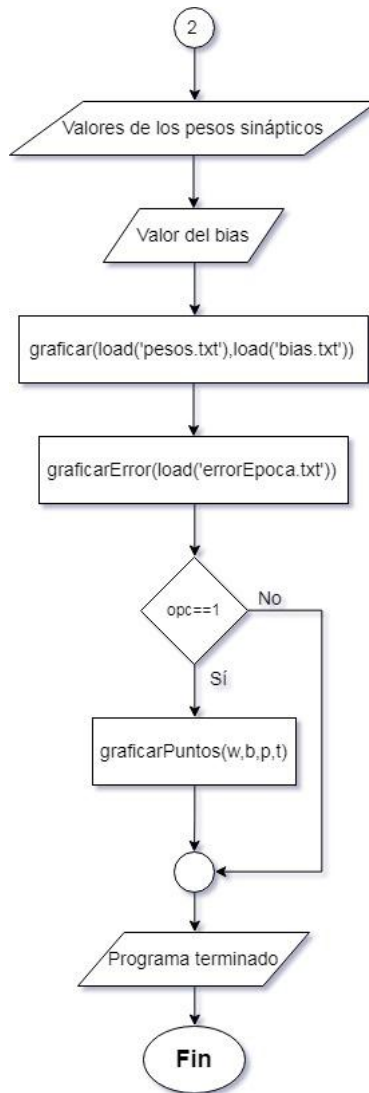 2
Valores de los pesos sinápticos
Valor del bias
graficar(load('pesos.txt'),load('bias.txt'))
graficarError(load('errorEpoca.txt'))
opc==1
No
Sí
graficarPuntos(w,b,p,t)
Programa terminado
Fin